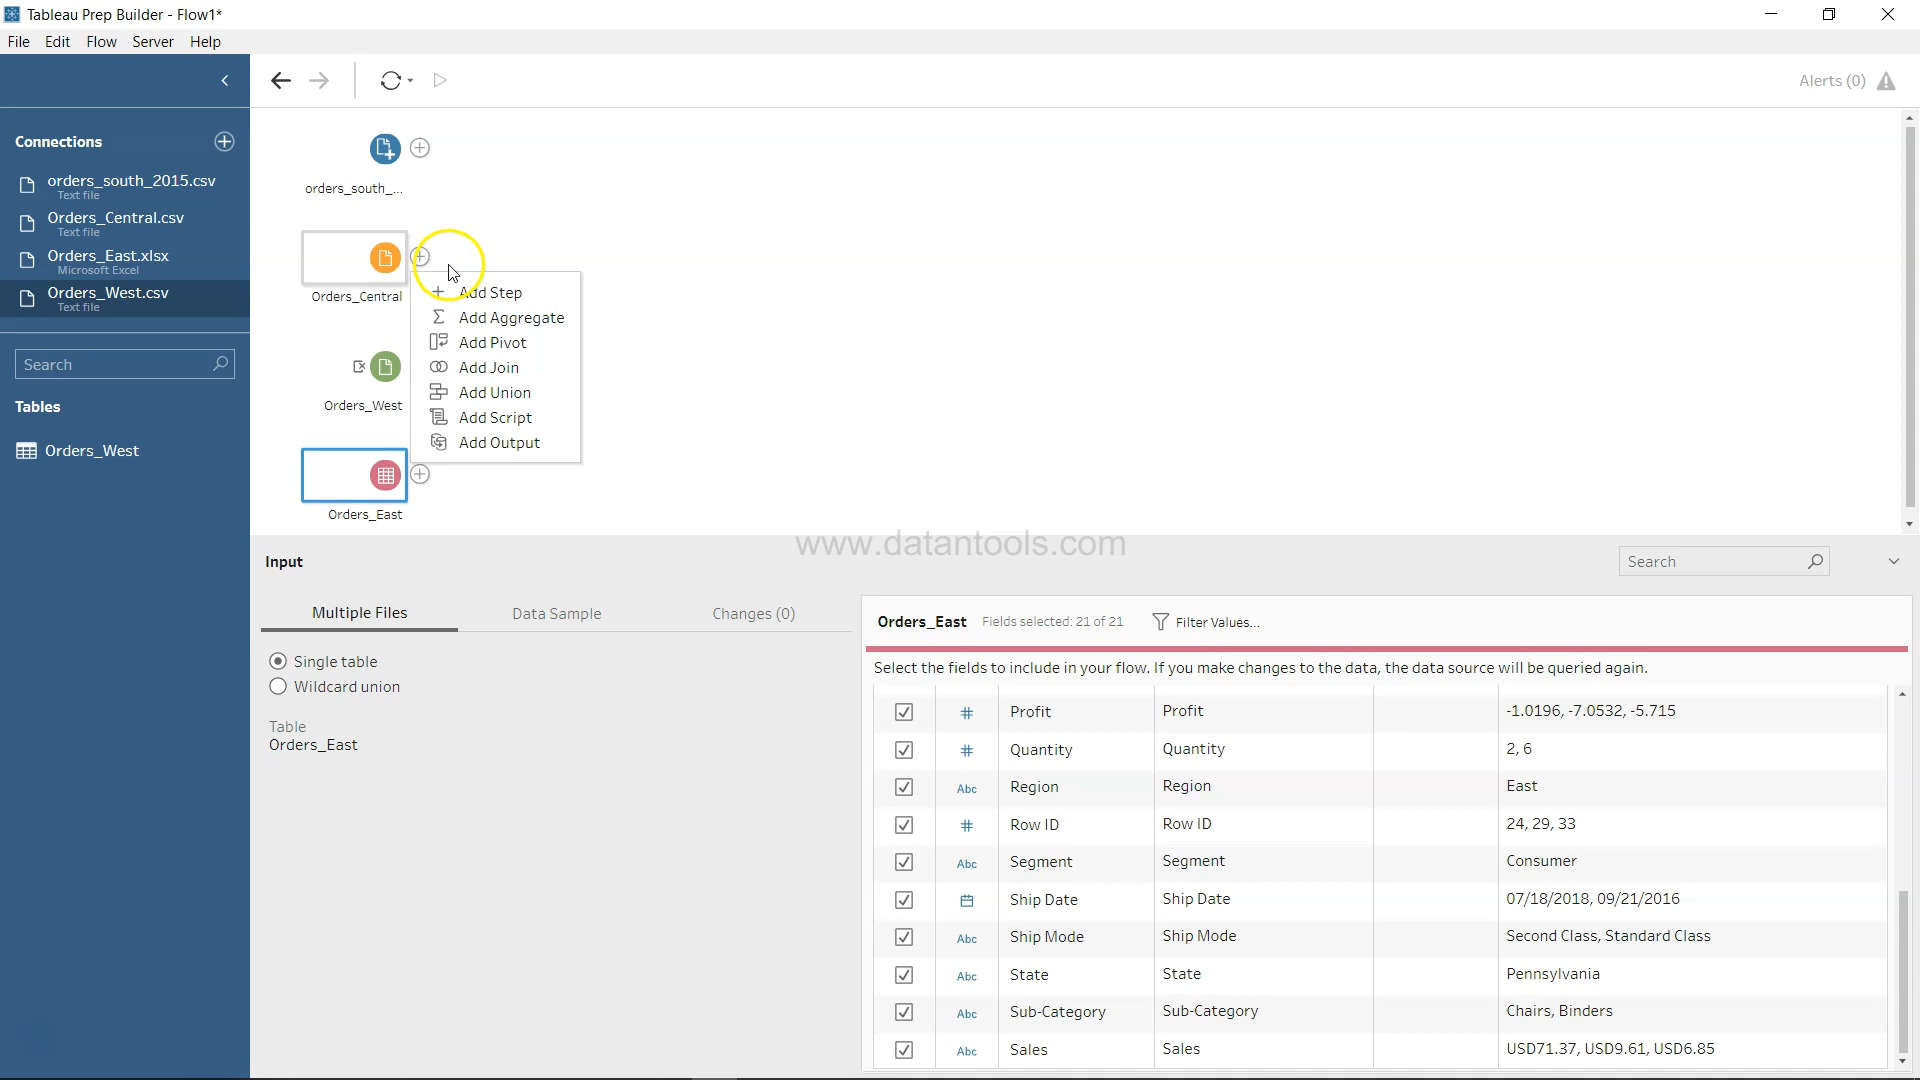 Tableau Prep Builder - Flow1*
File Edit Flow Server Help
Alerts (0)
Connections
orders_south_2015.csv
Text file
Orders_Central.csv
Text file
Orders_East.xlsx
Microsoft Excel
Orders_West.csv
Text file
Search
Tables
Orders_West
orders_south_...
Orders_Central
Orders_West
Orders_East
Add Step
Add Aggregate
Add Pivot
Add Join
Add Union
Add Script
Add Output
www.datantools.com
Input
Search
Multiple Files Data Sample Changes (0)
Single table
Wildcard union
Table
Orders_East
Orders_East Fields selected: 21 of 21 Filter Values...
Select the fields to include in your flow. If you make changes to the data, the data source will be queried again.
# Profit Profit -1.0196, -7.0532, -5.715
# Quantity Quantity 2, 6
Abc Region Region East
# Row ID Row ID 24, 29, 33
Abc Segment Segment Consumer
Ship Date Ship Date 07/18/2018, 09/21/2016
Abc Ship Mode Ship Mode Second Class, Standard Class
Abc State State Pennsylvania
Abc Sub-Category Sub-Category Chairs, Binders
Abc Sales Sales USD71.37, USD9.61, USD6.85